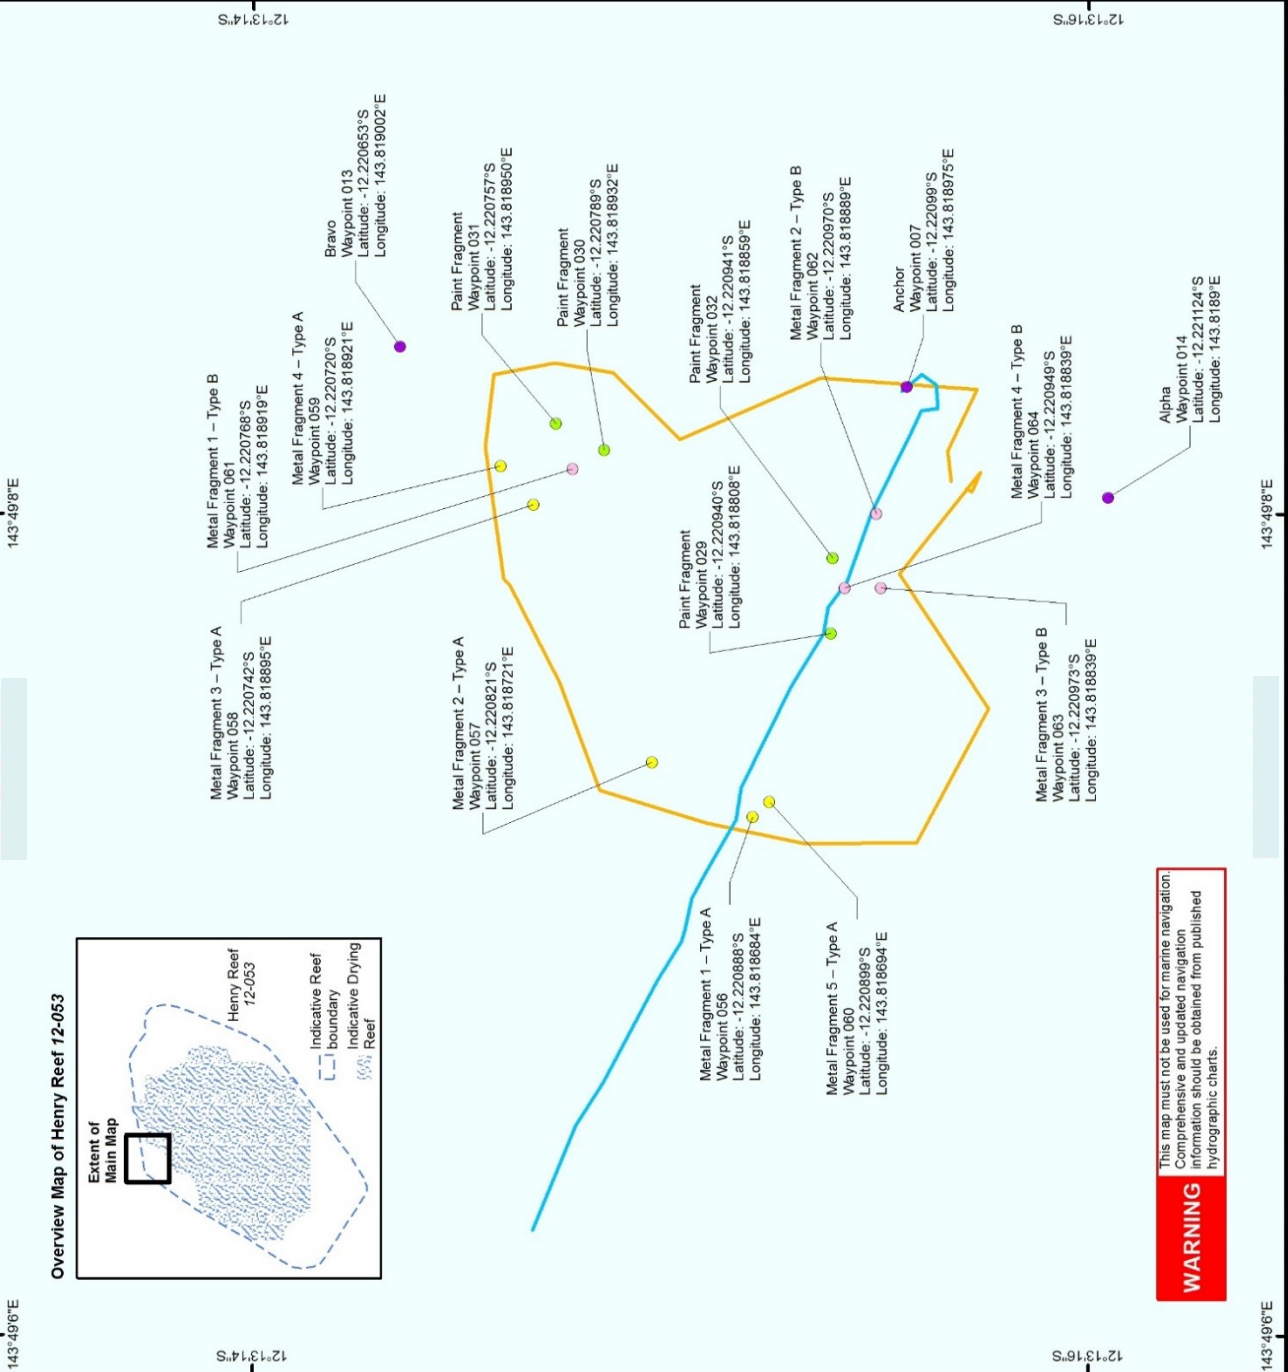 12°13'14"S
12°13'16"S
143°49'8"E
143°49'6"E
Overview Map of Henry Reef 12-053
Extent of
Main Map
Henry Reef
12-053
Indicative Reef
boundary
Indicative Drying
Reef
Metal Fragment 3 – Type A
Waypoint 058
Latitude: -12.220742°S
Longitude: 143.818895°E
Metal Fragment 1 – Type B
Waypoint 061
Latitude: -12.220768°S
Longitude: 143.818919°E
Metal Fragment 4 – Type A
Waypoint 059
Latitude: -12.220720°S
Longitude: 143.818921°E
Bravo
Waypoint 013
Latitude: -12.220653°S
Longitude: 143.819002°E
Paint Fragment
Waypoint 031
Latitude: -12.220757°S
Longitude: 143.818950°E
Paint Fragment
Waypoint 030
Latitude: -12.220789°S
Longitude: 143.818932°E
Metal Fragment 2 – Type A
Waypoint 057
Latitude: -12.220821°S
Longitude: 143.818721°E
Paint Fragment
Waypoint 029
Latitude: -12.220940°S
Longitude: 143.818808°E
Paint Fragment
Waypoint 032
Latitude: -12.220941°S
Longitude: 143.818859°E
Metal Fragment 2 – Type B
Waypoint 062
Latitude: -12.220970°S
Longitude: 143.818889°E
Anchor
Waypoint 007
Latitude: -12.22099°S
Longitude: 143.818975°E
Metal Fragment 1 – Type A
Waypoint 056
Latitude: -12.220888°S
Longitude: 143.818684°E
Metal Fragment 5 – Type A
Waypoint 060
Latitude: -12.220899°S
Longitude: 143.818694°E
Metal Fragment 4 – Type B
Waypoint 064
Latitude: -12.220949°S
Longitude: 143.818839°E
Metal Fragment 3 – Type B
Waypoint 063
Latitude: -12.220973°S
Longitude: 143.818839°E
Alpha
Waypoint 014
Latitude: -12.221124°S
Longitude: 143.8189°E
WARNING
This map must not be used for marine navigation.
Comprehensive and updated navigation
information should be obtained from published
hydrographic charts.
12°13'14"S
12°13'16"S
143°49'8"E
143°49'6"E